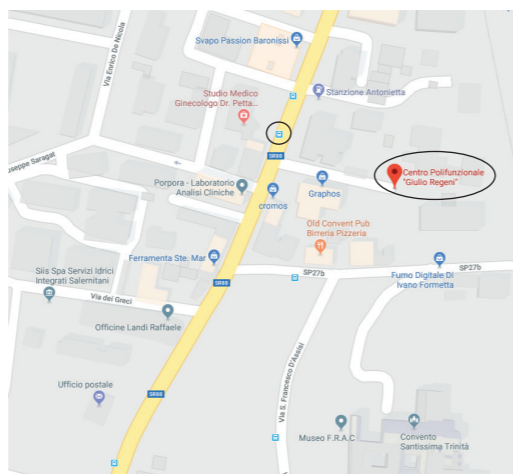 Via Enrico De Nicola
Svapo Passion Baronissi
Studio Medico
Ginecologo Dr. Petta...
Stanzione Antonietta
SR88
useppe Saragat
Centro Polifunzionale
"Giulio Regeni"
Porpora - Laboratorio
Analisi Cliniche
Graphos
cromos
Old Convent Pub
Birreria Pizzeria
Ferramenta Ste. Mar
SP27b
SP27b
Siis Spa Servizi Idrici
Integrati Salernitani
SR88
Fumo Digitale Di
Ivano Formetta
Via dei Greci
Officine Landi Raffaele
Via S. Francesco D'Assisi
Ufficio postale
SR88
Museo F.R.A.C
Convento
Santissima Trinità